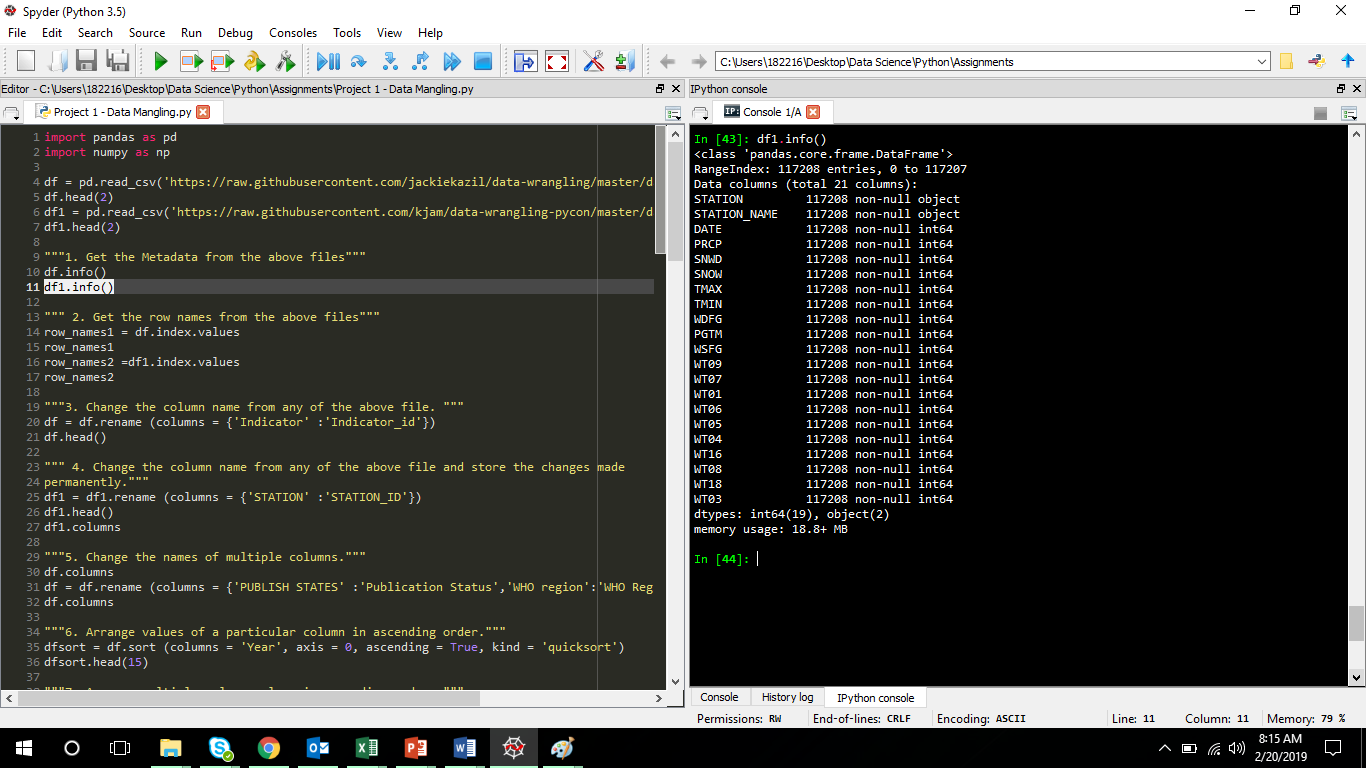 Spyder (Python 3.5)
File Edit Search Source Run Debug Consoles Tools View Help
C:\Users\182216\Desktop\Data Science\Python\Assignments
Editor - C:\Users\182216\Desktop\Data Science\Python\Assignments\Project 1 - Data Mangling.py
Project 1 - Data Mangling.py
1 import pandas as pd
2 import numpy as np
3
4 df = pd.read_csv('https://raw.githubusercontent.com/jackiekazil/data-wrangling/master/d
5 df.head(2)
6 df1 = pd.read_csv('https://raw.githubusercontent.com/kjam/data-wrangling-pycon/master/d
7 df1.head(2)
8
9 """1. Get the Metadata from the above files"""
10 df.info()
11 df1.info()
12
13 """ 2. Get the row names from the above files"""
14 row_names1 = df.index.values
15 row_names1
16 row_names2 =df1.index.values
17 row_names2
18
19 """3. Change the column name from any of the above file. """
20 df = df.rename (columns = {'Indicator' :'Indicator_id'})
21 df.head()
22
23 """ 4. Change the column name from any of the above file and store the changes made
24 permanently."""
25 df1 = df1.rename (columns = {'STATION' :'STATION_ID'})
26 df1.head()
27 df1.columns
28
29 """5. Change the names of multiple columns."""
30 df.columns
31 df = df.rename (columns = {'PUBLISH STATES' :'Publication Status','WHO region':'WHO Reg
32 df.columns
33
34 """6. Arrange values of a particular column in ascending order."""
35 dfsort = df.sort (columns = 'Year', axis = 0, ascending = True, kind = 'quicksort')
36 dfsort.head(15)
37
IPython console
IP: Console 1/A
In [43]: df1.info()
<class 'pandas.core.frame.DataFrame'>
RangeIndex: 117208 entries, 0 to 117207
Data columns (total 21 columns):
STATION 117208 non-null object
STATION_NAME 117208 non-null object
DATE 117208 non-null int64
PRCP 117208 non-null int64
SNWD 117208 non-null int64
SNOW 117208 non-null int64
TMAX 117208 non-null int64
TMIN 117208 non-null int64
WDFG 117208 non-null int64
PGTM 117208 non-null int64
WSFG 117208 non-null int64
WT09 117208 non-null int64
WT07 117208 non-null int64
WT01 117208 non-null int64
WT06 117208 non-null int64
WT05 117208 non-null int64
WT04 117208 non-null int64
WT16 117208 non-null int64
WT08 117208 non-null int64
WT18 117208 non-null int64
WT03 117208 non-null int64
dtypes: int64(19), object(2)
memory usage: 18.8+ MB
In [44]:
Console History log IPython console
Permissions: RW End-of-lines: CRLF Encoding: ASCII Line: 11 Column: 11 Memory: 79 %
8:15 AM
2/20/2019